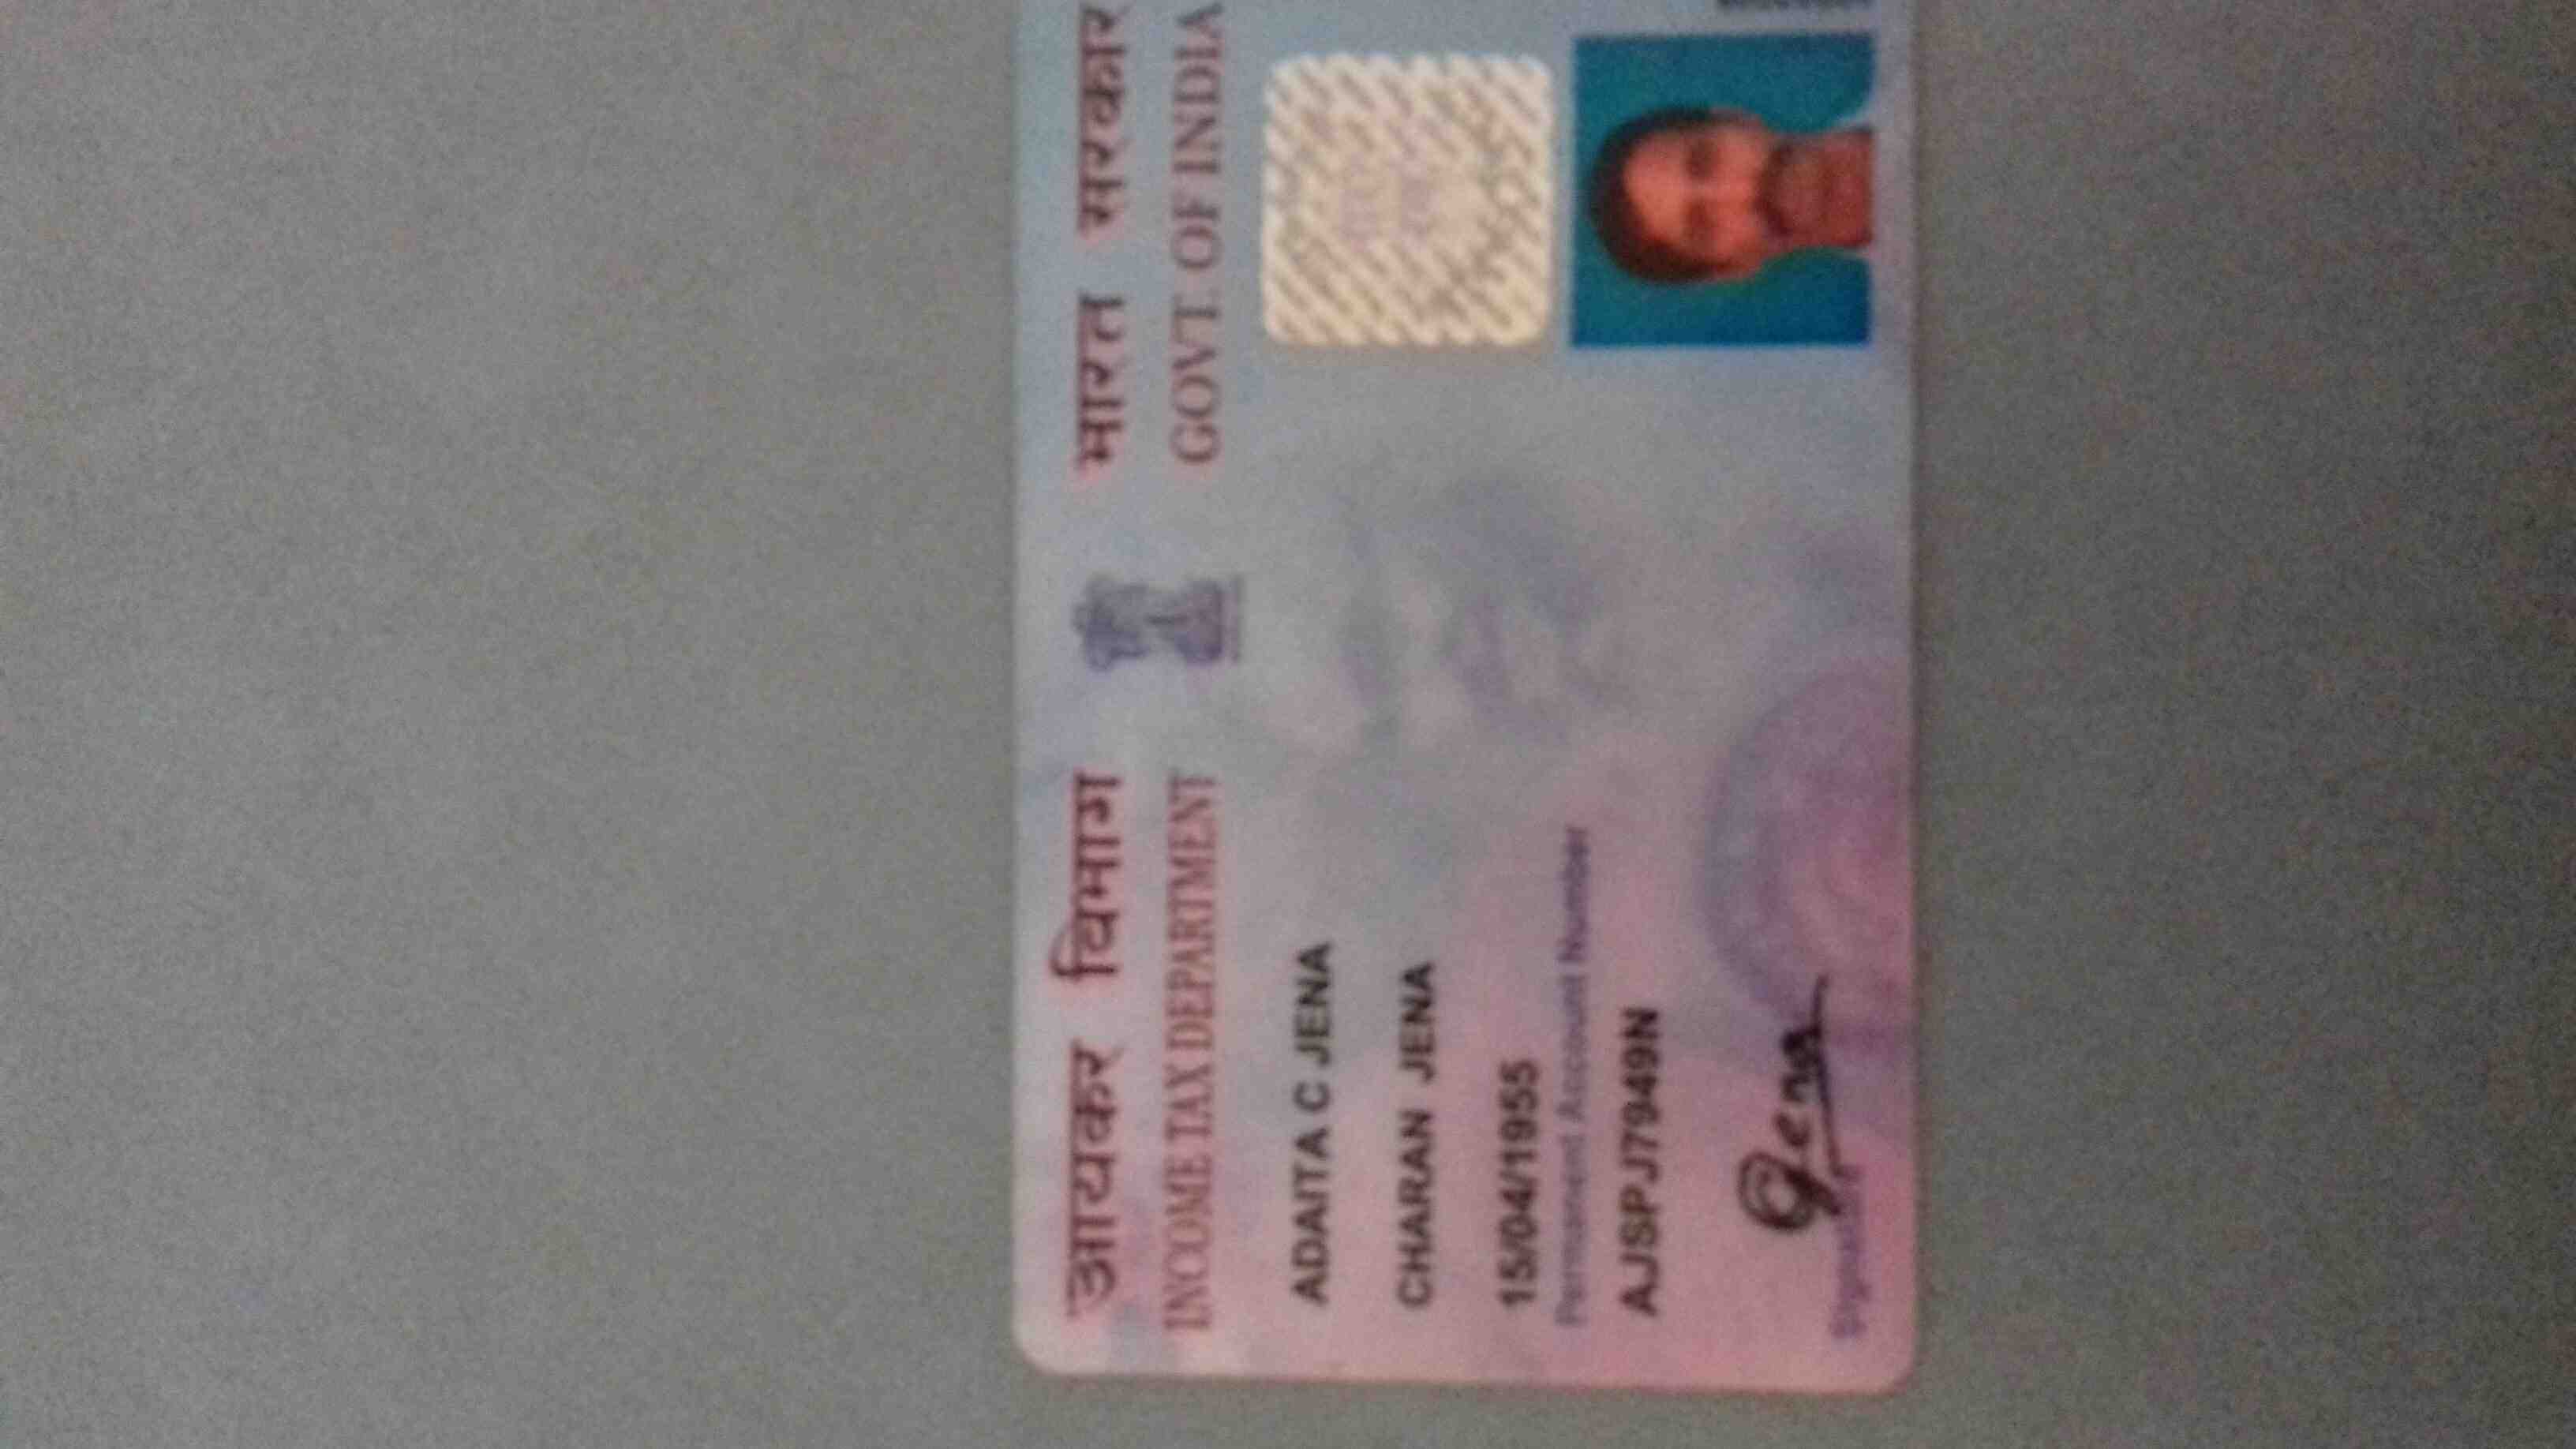 आयकर विभाग भारत सरकार
INCOME TAX DEPARTMENT GOVT. OF INDIA
ADAITA C JENA
CHARAN JENA
15/04/1955
Permanent Account Number
AJSPJ7949N
Jena
Signature